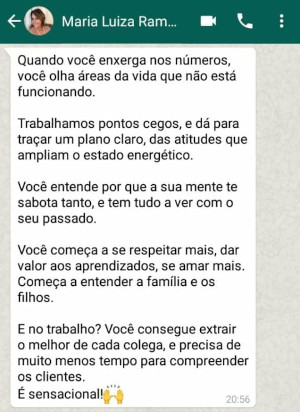 Maria Luiza Ram...
Quando você enxerga nos números,
você olha áreas da vida que não está
funcionando.
Trabalhamos pontos cegos, e dá para
traçar um plano claro, das atitudes que
ampliam o estado energético.
Você entende por que a sua mente te
sabota tanto, e tem tudo a ver com o
seu passado.
Você começa a se respeitar mais, dar
valor aos aprendizados, se amar mais.
Começa a entender a família e os
filhos.
E no trabalho? Você consegue extrair
o melhor de cada colega, e precisa de
muito menos tempo para compreender
os clientes.
É sensacional!🙌
20:56